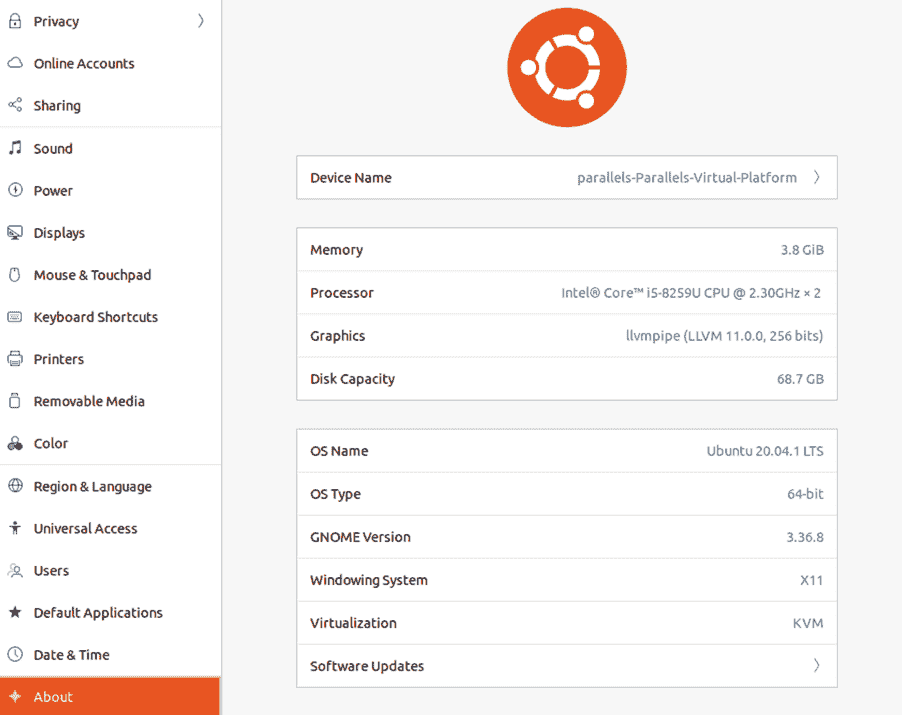 Privacy
Online Accounts
Sharing
Sound
Power
Displays
Mouse & Touchpad
Keyboard Shortcuts
Printers
Removable Media
Color
Region & Language
Universal Access
Users
Default Applications
Date & Time
About
Device Name parallels-Parallels-Virtual-Platform
Memory 3.8 GiB
Processor Intel® Core™ i5-8259U CPU @ 2.30GHz × 2
Graphics llvmpipe (LLVM 11.0.0, 256 bits)
Disk Capacity 68.7 GB
OS Name Ubuntu 20.04.1 LTS
OS Type 64-bit
GNOME Version 3.36.8
Windowing System X11
Virtualization KVM
Software Updates